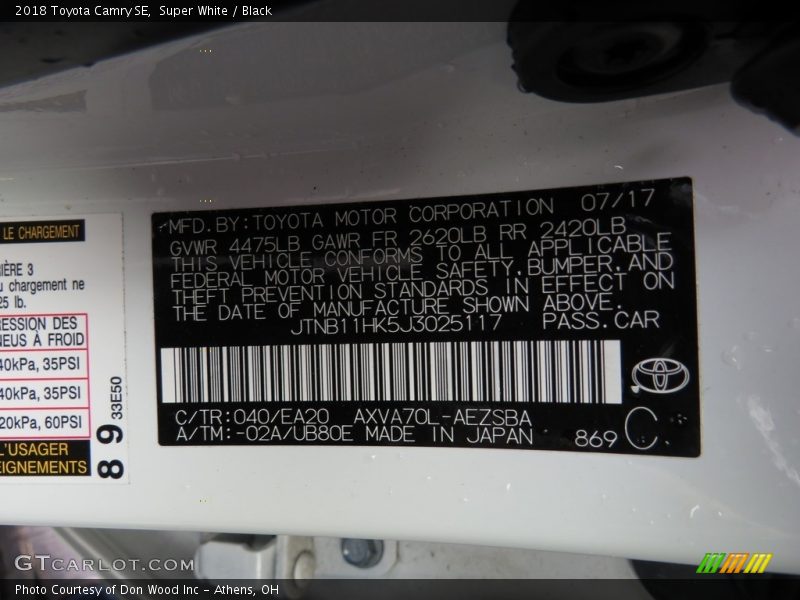 2018 Toyota Camry SE, Super White / Black
MFD. BY: TOYOTA MOTOR CORPORATION 07/17
GVWR 4475LB GAWR FR 2620LB RR 2420LB
THIS VEHICLE CONFORMS TO ALL APPLICABLE
FEDERAL MOTOR VEHICLE SAFETY, BUMPER, AND
THEFT PREVENTION STANDARDS IN EFFECT ON
THE DATE OF MANUFACTURE SHOWN ABOVE.
JTNB11HK5J3025117 PASS.CAR
C/TR: 040/EA20 AXVA70L-AEZSBA
A/TM: -02A/UB80E MADE IN JAPAN 869 C
LE CHARGEMENT
IÈRE 3
u chargement ne
25 lb.
RESSION DES
NEUS À FROID
40kPa, 35PSI
40kPa, 35PSI
20kPa, 60PSI
L'USAGER
EIGNEMENTS
89 33E50
GTCARLOT.COM
Photo Courtesy of Don Wood Inc - Athens, OH